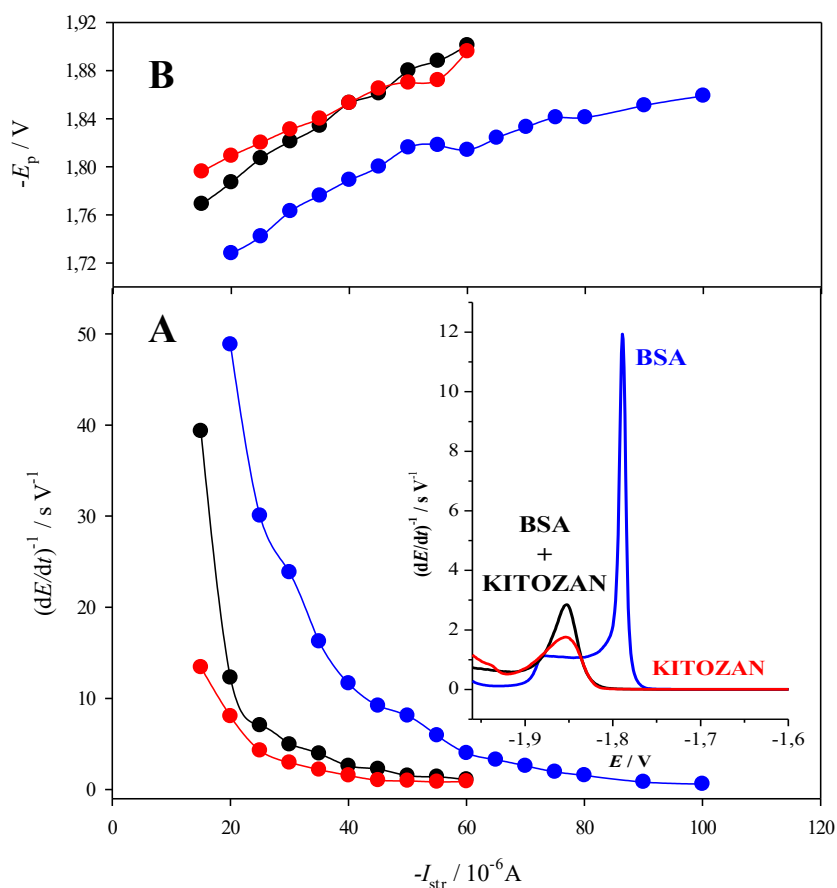 1,92
1,88
1,84
1,80
1,76
1,72
-Ep / V
B
50
40
30
20
10
0
(dE/dt)-1 / s V-1
A
12
10
8
6
4
2
0
(dE/dt)-1 / s V-1
BSA
BSA
+
KITOZAN
KITOZAN
-1,9 -1,8 -1,7 -1,6
E / V
0 20 40 60 80 100 120
-Istr / 10-6A